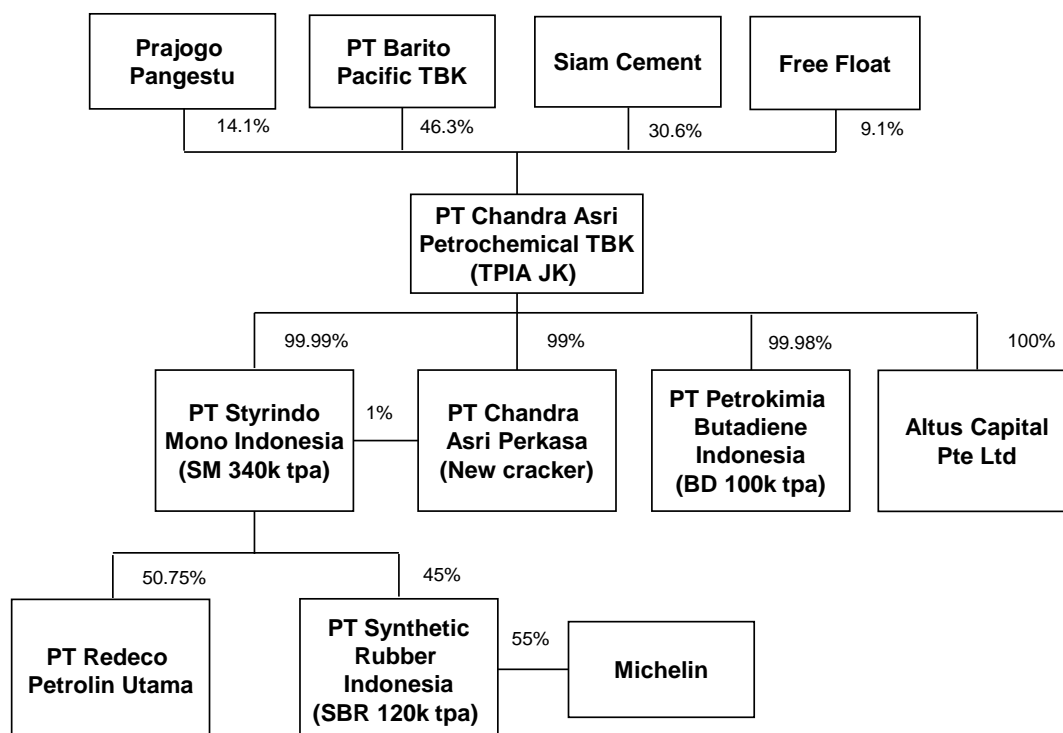 Prajogo
Pangestu
PT Barito
Pacific TBK
Siam Cement
Free Float
14.1%
46.3%
30.6%
9.1%
PT Chandra Asri
Petrochemical TBK
(TPIA JK)
99.99%
99%
99.98%
100%
PT Styrindo
Mono Indonesia
(SM 340k tpa)
1%
PT Chandra
Asri Perkasa
(New cracker)
PT Petrokimia
Butadiene
Indonesia
(BD 100k tpa)
Altus Capital
Pte Ltd
50.75%
45%
PT Redeco
Petrolin Utama
PT Synthetic
Rubber
Indonesia
(SBR 120k tpa)
55%
Michelin